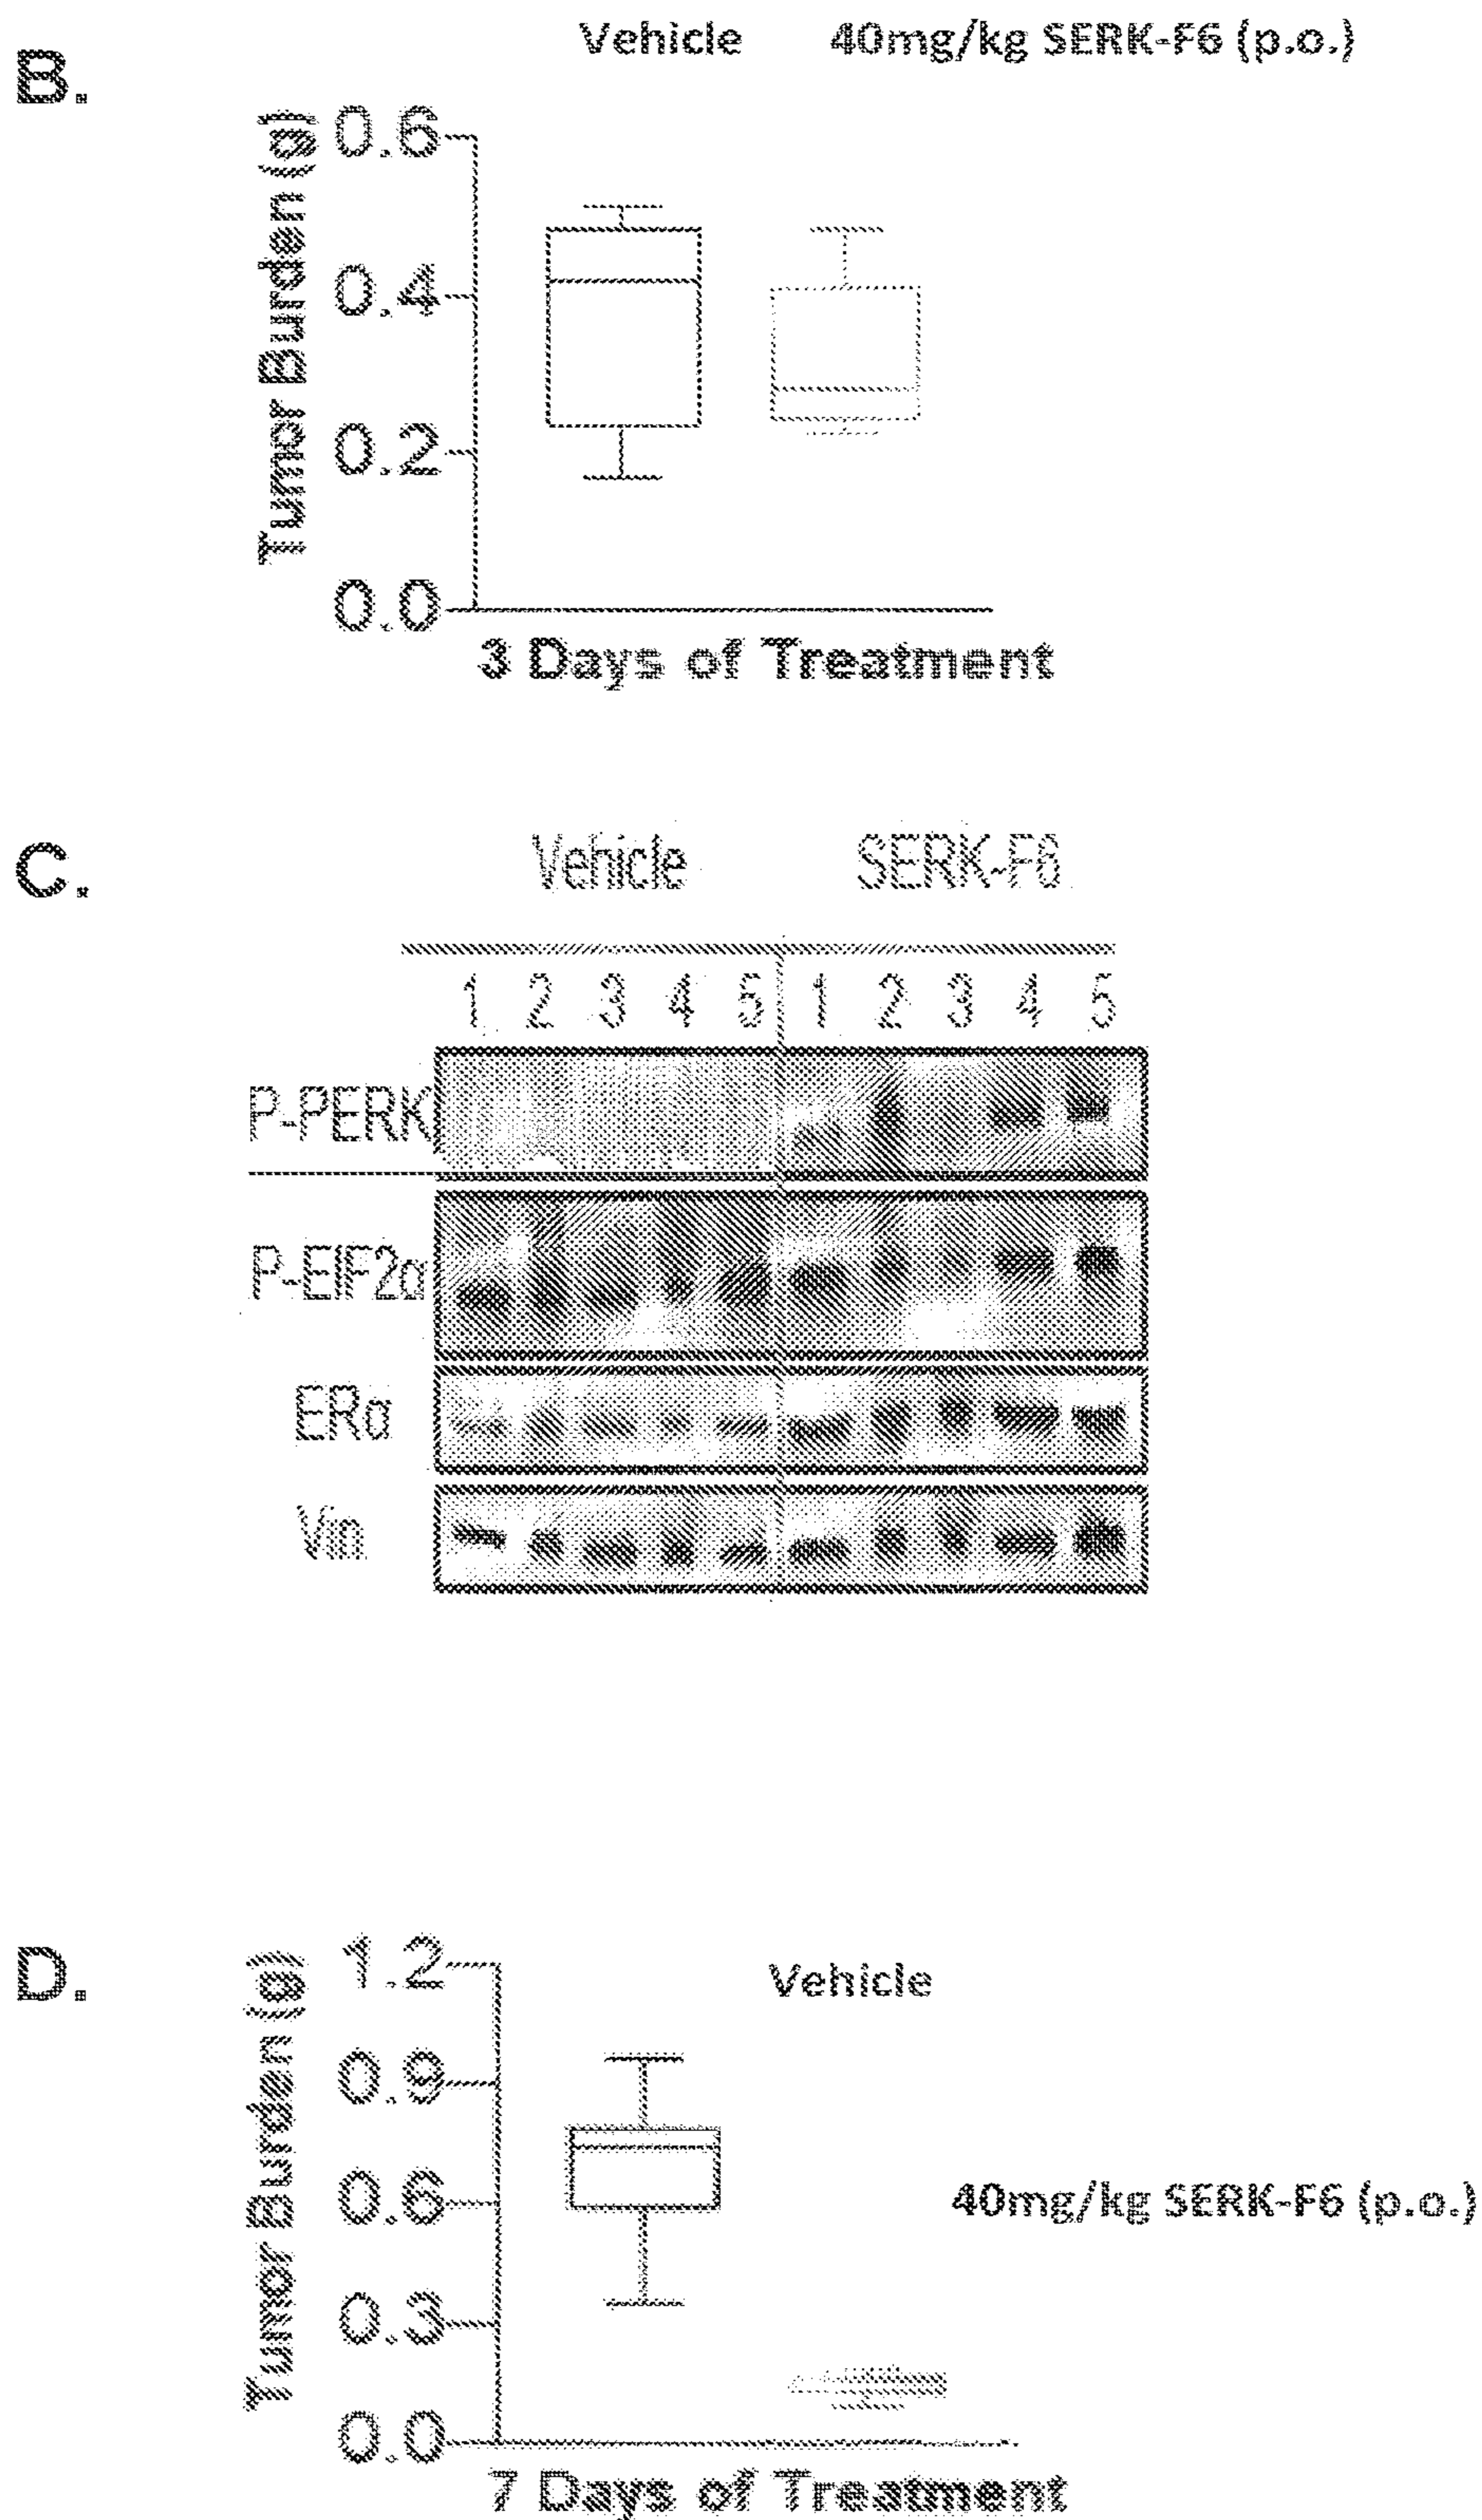 B.
Vehicle 40mg/kg SERK-F6 (p.o.)
Tumor Burden (g)
0.6
0.4
0.2
0.0
3 Days of Treatment
C.
Vehicle SERK-F6
1 2 3 4 5 1 2 3 4 5
P-PERK
P-EIF2α
ERα
Vin
D.
Tumor Burden (g)
1.2
Vehicle
0.9
0.6
40mg/kg SERK-F6 (p.o.)
0.3
0.0
7 Days of Treatment